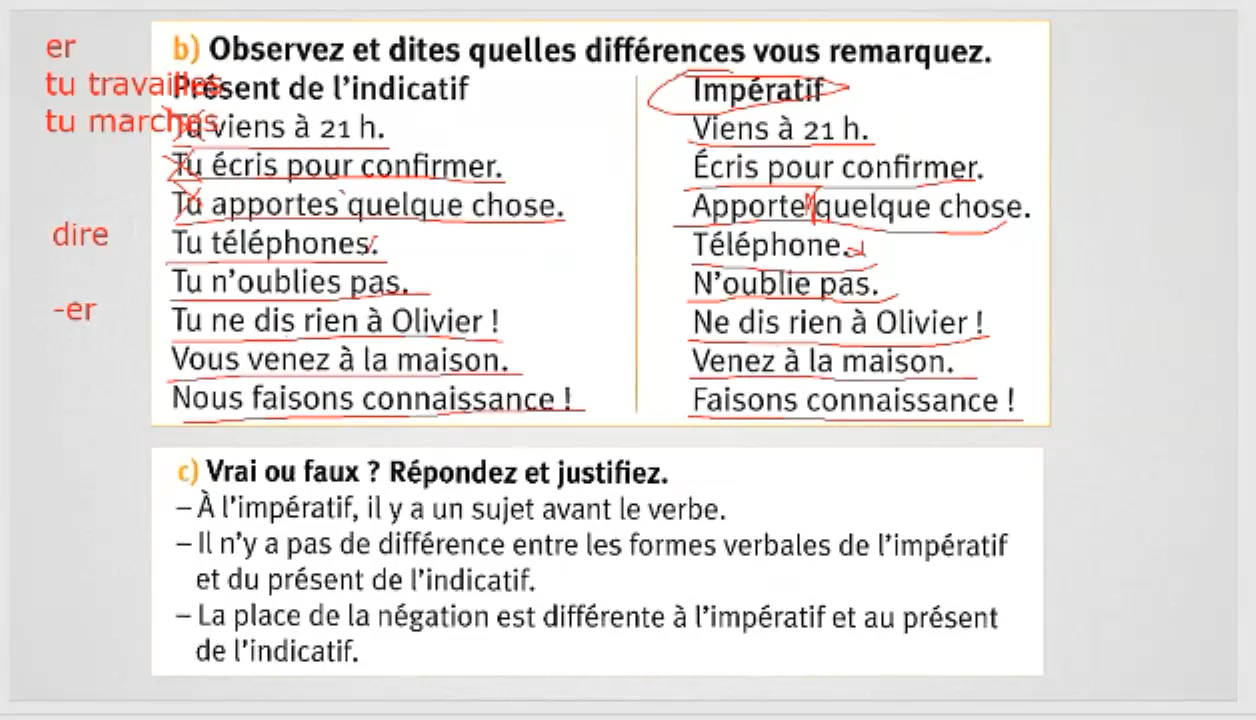 er
tu travailles
tu marches
dire
-er
b) Observez et dites quelles différences vous remarquez.
Présent de l'indicatif
Tu viens à 21 h.
Tu écris pour confirmer.
Tu apportes quelque chose.
Tu téléphones.
Tu n'oublies pas.
Tu ne dis rien à Olivier !
Vous venez à la maison.
Nous faisons connaissance !
Impératif
Viens à 21 h.
Écris pour confirmer.
Apporte quelque chose.
Téléphone.
N'oublie pas.
Ne dis rien à Olivier !
Venez à la maison.
Faisons connaissance !
c) Vrai ou faux ? Répondez et justifiez.
– À l'impératif, il y a un sujet avant le verbe.
– Il n'y a pas de différence entre les formes verbales de l'impératif
et du présent de l'indicatif.
– La place de la négation est différente à l'impératif et au présent
de l'indicatif.